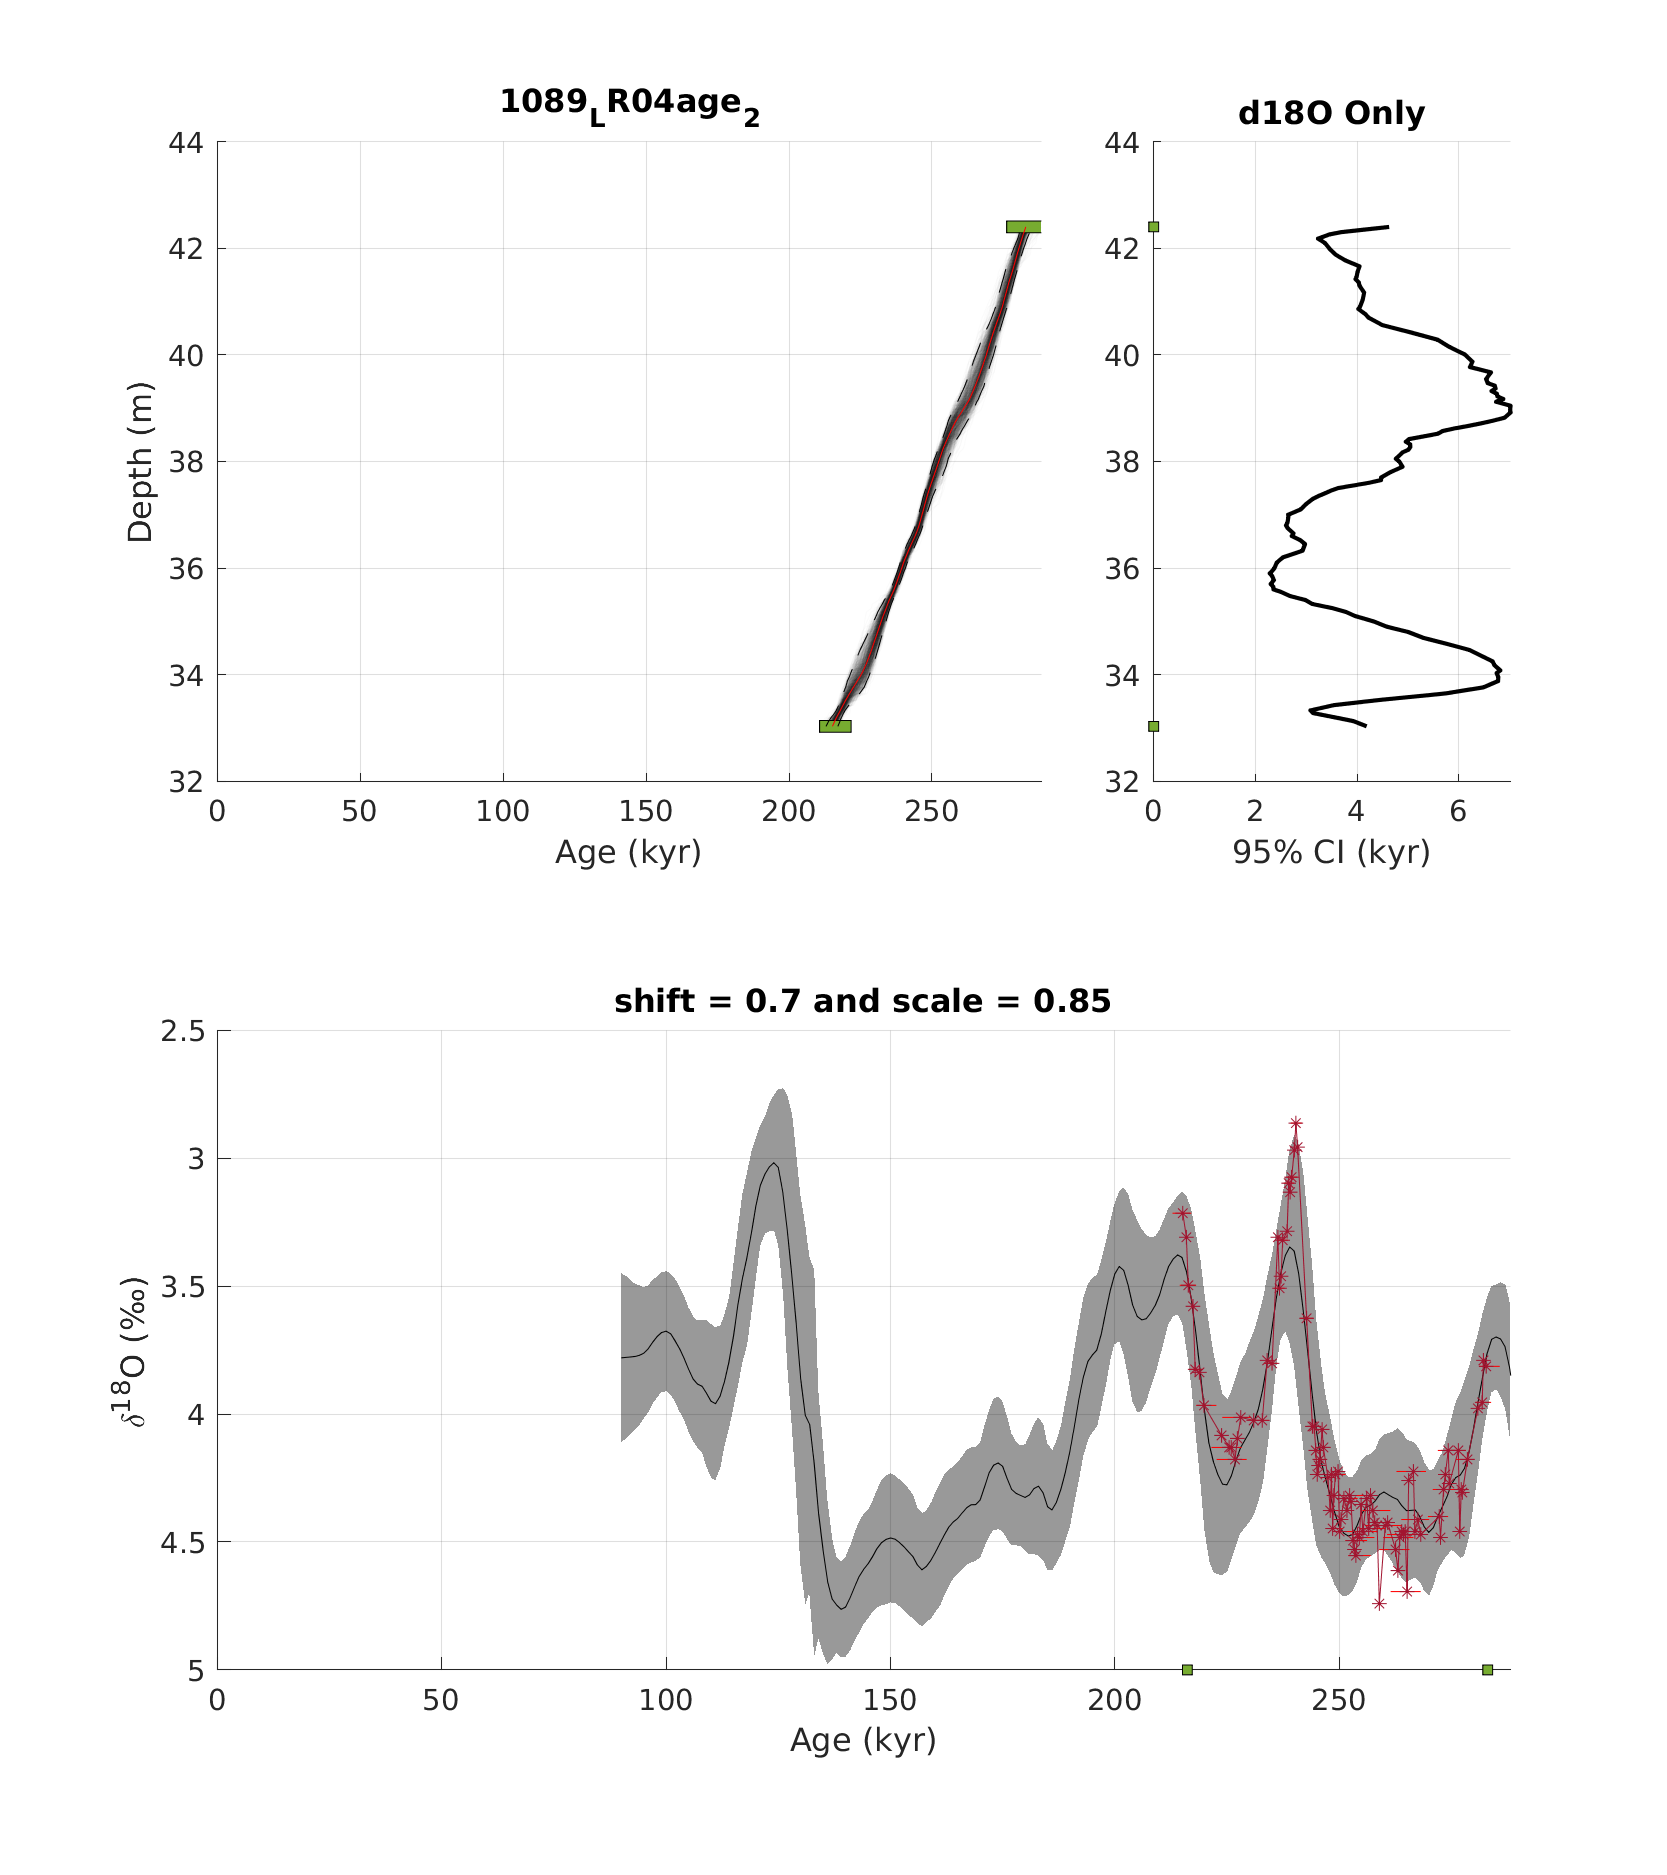 1089LR04age2
d18O Only
44
42
40
38
36
34
32
Depth (m)
0 50 100 150 200 250
Age (kyr)
44
42
40
38
36
34
32
0 2 4 6
95% CI (kyr)
shift = 0.7 and scale = 0.85
2.5
3
3.5
4
4.5
5
δ18O (‰)
0 50 100 150 200 250
Age (kyr)